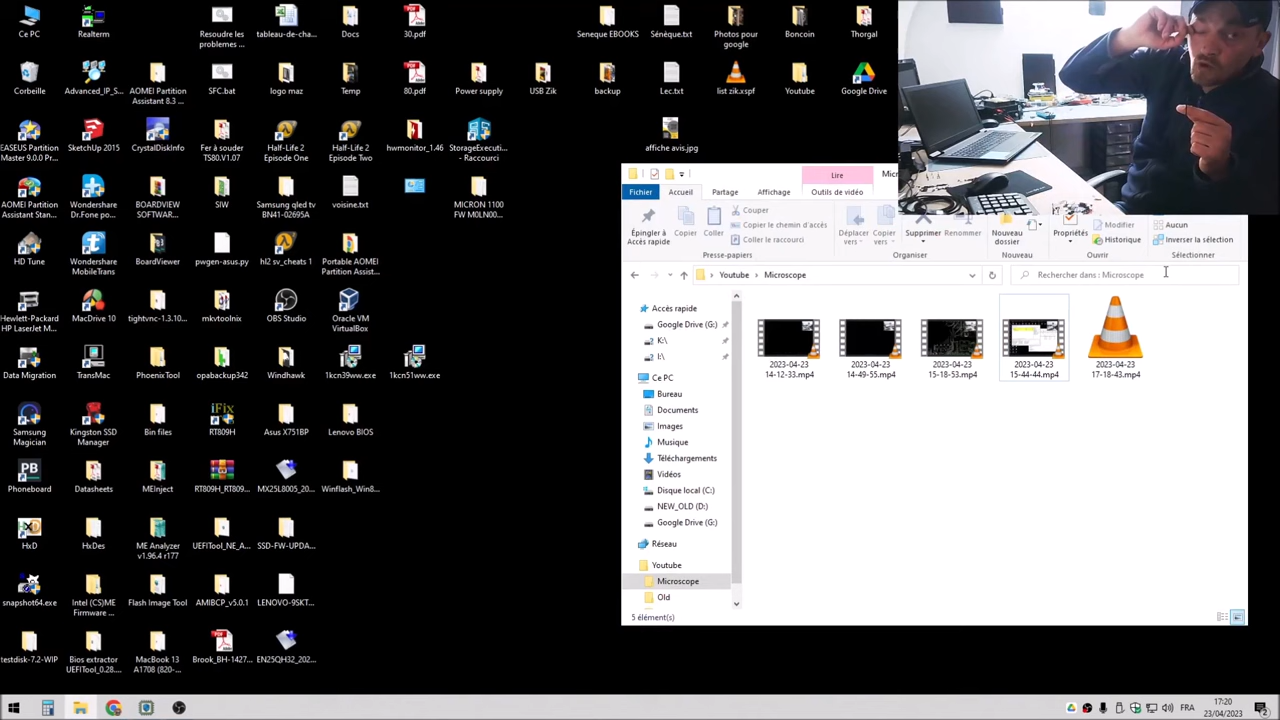 Ce PC
Realterm
Resoudre les
problemes ...
tableau-de-cha...
Docs
30.pdf
Seneque EBOOKS
Sénèque.txt
Photos pour
google
Boncoin
Thorgal
Corbeille
Advanced_IP_S...
AOMEI Partition
Assistant 8.3 ...
SFC.bat
logo maz
Temp
80.pdf
Power supply
USB Zik
backup
Lec.txt
list zik.xspf
Youtube
Google Drive
EASEUS Partition
Master 9.0.0 Pr...
SketchUp 2015
CrystalDiskInfo
Fer à souder
TS80.V1.07
Half-Life 2
Episode One
Half-Life 2
Episode Two
hwmonitor_1.46
StorageExecuti...
- Raccourci
affiche avis.jpg
AOMEI Partition
Assistant Stan...
Wondershare
Dr.Fone po...
BOARDVIEW
SOFTWAR...
SIW
Samsung qled tv
BN41-02695A
voisine.txt
MICRON 1100
FW M0LN00...
HD Tune
Wondershare
MobileTrans
BoardViewer
pwgen-asus.py
hl2 sv_cheats 1
Portable AOMEI
Partition Assist...
Hewlett-Packard
HP LaserJet M...
MacDrive 10
tightvnc-1.3.10...
mkvtoolnix
OBS Studio
Oracle VM
VirtualBox
Data Migration
TransMac
PhoenixTool
opabackup342
Windhawk
1kcn39ww.exe
1kcn51ww.exe
Samsung
Magician
Kingston SSD
Manager
Bin files
iFix
RT809H
Asus X751BP
Lenovo BIOS
PB
Phoneboard
Datasheets
MEInject
RT809H_RT809...
MX25L8005_20...
Winflash_Win8...
HxD
HxDes
ME Analyzer
v1.96.4 r177
UEFITool_NE_A...
SSD-FW-UPDA...
snapshot64.exe
Intel (CS)ME
Firmware ...
Flash Image Tool
AMIBCP_v5.0.1
LENOVO-9SKT...
testdisk-7.2-WIP
Bios extractor
UEFITool_0.28....
MacBook 13
A1708 (820-...
Brook_BH-1427...
EN25QH32_202...
Lire
Fichier
Accueil
Partage
Affichage
Outils de vidéo
Épingler à
Accès rapide
Copier
Coller
Couper
Copier le chemin d'accès
Coller le raccourci
Presse-papiers
Déplacer
vers
Copier
vers
Supprimer
Renommer
Organiser
Nouveau
dossier
Nouveau
Propriétés
Modifier
Historique
Ouvrir
Aucun
Inverser la sélection
Sélectionner
Youtube > Microscope
Rechercher dans : Microscope
Accès rapide
Google Drive (G:)
K:\
I:\
Ce PC
Bureau
Documents
Images
Musique
Téléchargements
Vidéos
Disque local (C:)
NEW_OLD (D:)
Google Drive (G:)
Réseau
Youtube
Microscope
Old
2023-04-23
14-12-33.mp4
2023-04-23
14-49-55.mp4
2023-04-23
15-18-53.mp4
2023-04-23
15-44-44.mp4
2023-04-23
17-18-43.mp4
5 élément(s)
FRA
17:20
23/04/2023
2